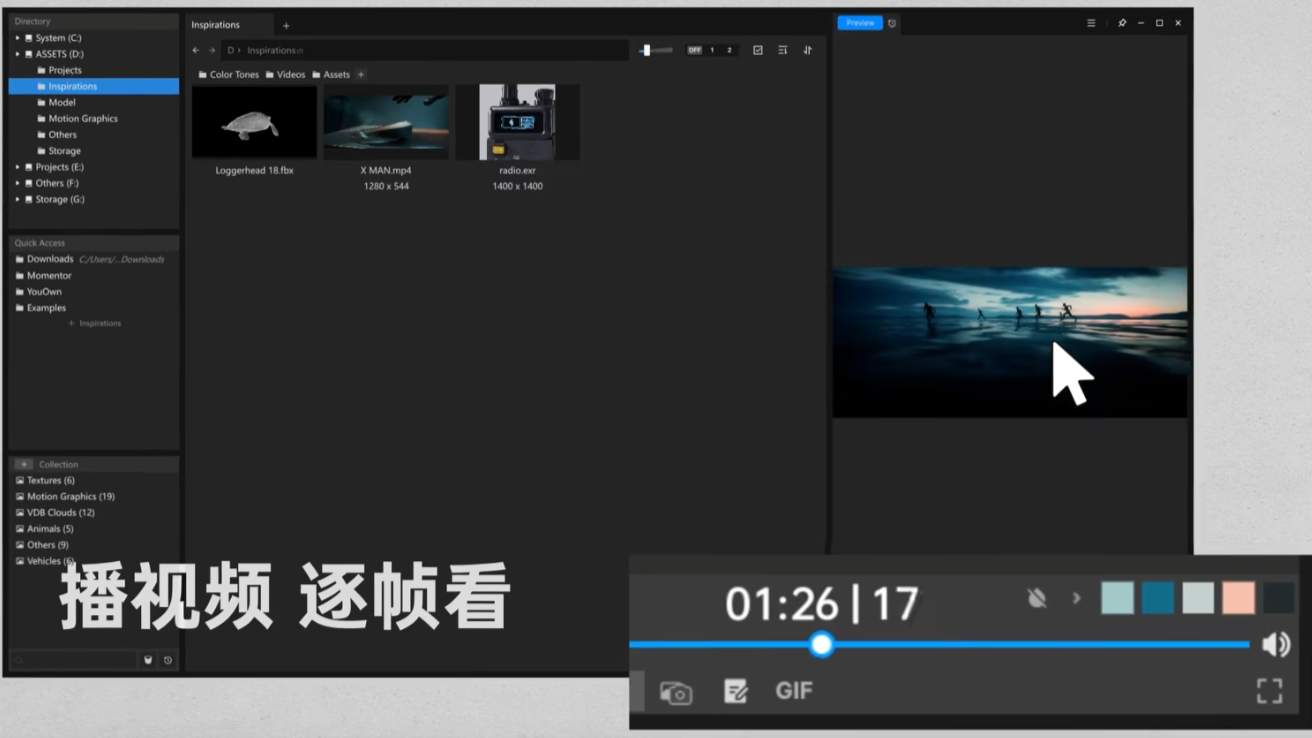 Directory
System (C:)
ASSETS (D:)
Projects
Inspirations
Model
Motion Graphics
Others
Storage
Projects (E:)
Others (F:)
Storage (G:)
Quick Access
Downloads C:/Users/...Downloads
Momentor
YouOwn
Examples
+ Inspirations
+ Collection
Textures (6)
Motion Graphics (19)
VDB Clouds (12)
Animals (5)
Others (9)
Vehicles (6)
Inspirations +
D › Inspirations
OFF 1 2
Color Tones Videos Assets +
Loggerhead 18.fbx
X MAN.mp4
1280 x 544
radio.exr
1400 x 1400
Preview
播视频 逐帧看
01:26 | 17
GIF